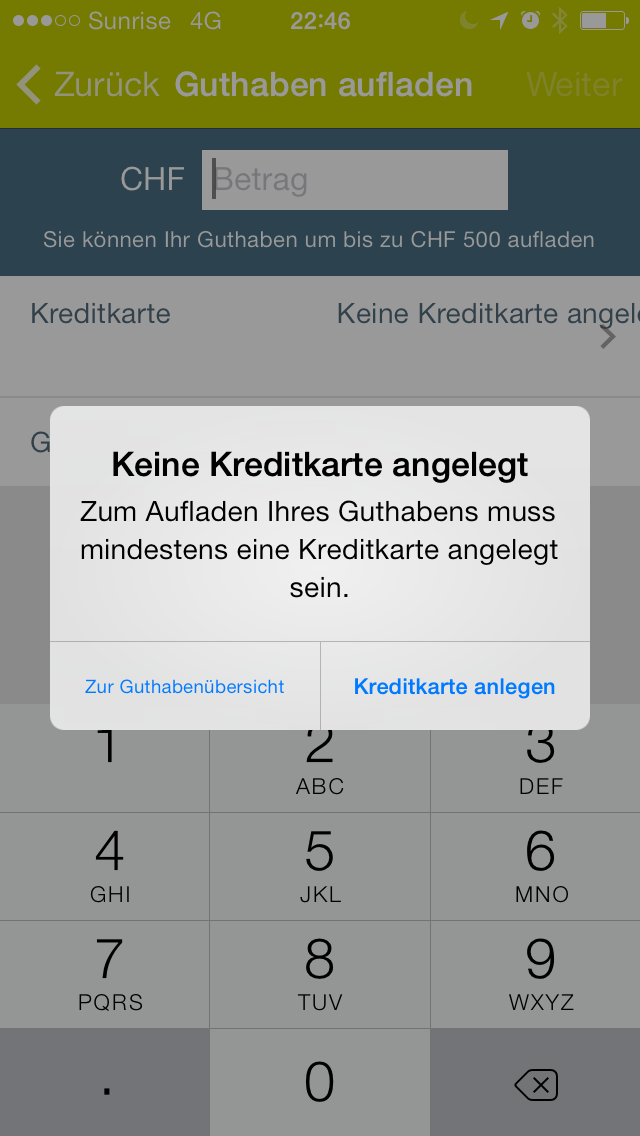 Sunrise 4G 22:46
Zurück Guthaben aufladen Weiter
CHF Betrag
Sie können Ihr Guthaben um bis zu CHF 500 aufladen
Kreditkarte Keine Kreditkarte angele
G
Keine Kreditkarte angelegt
Zum Aufladen Ihres Guthabens muss
mindestens eine Kreditkarte angelegt
sein.
Zur Guthabenübersicht Kreditkarte anlegen
1 2 3
ABC DEF
4 5 6
GHI JKL MNO
7 8 9
PQRS TUV WXYZ
. 0